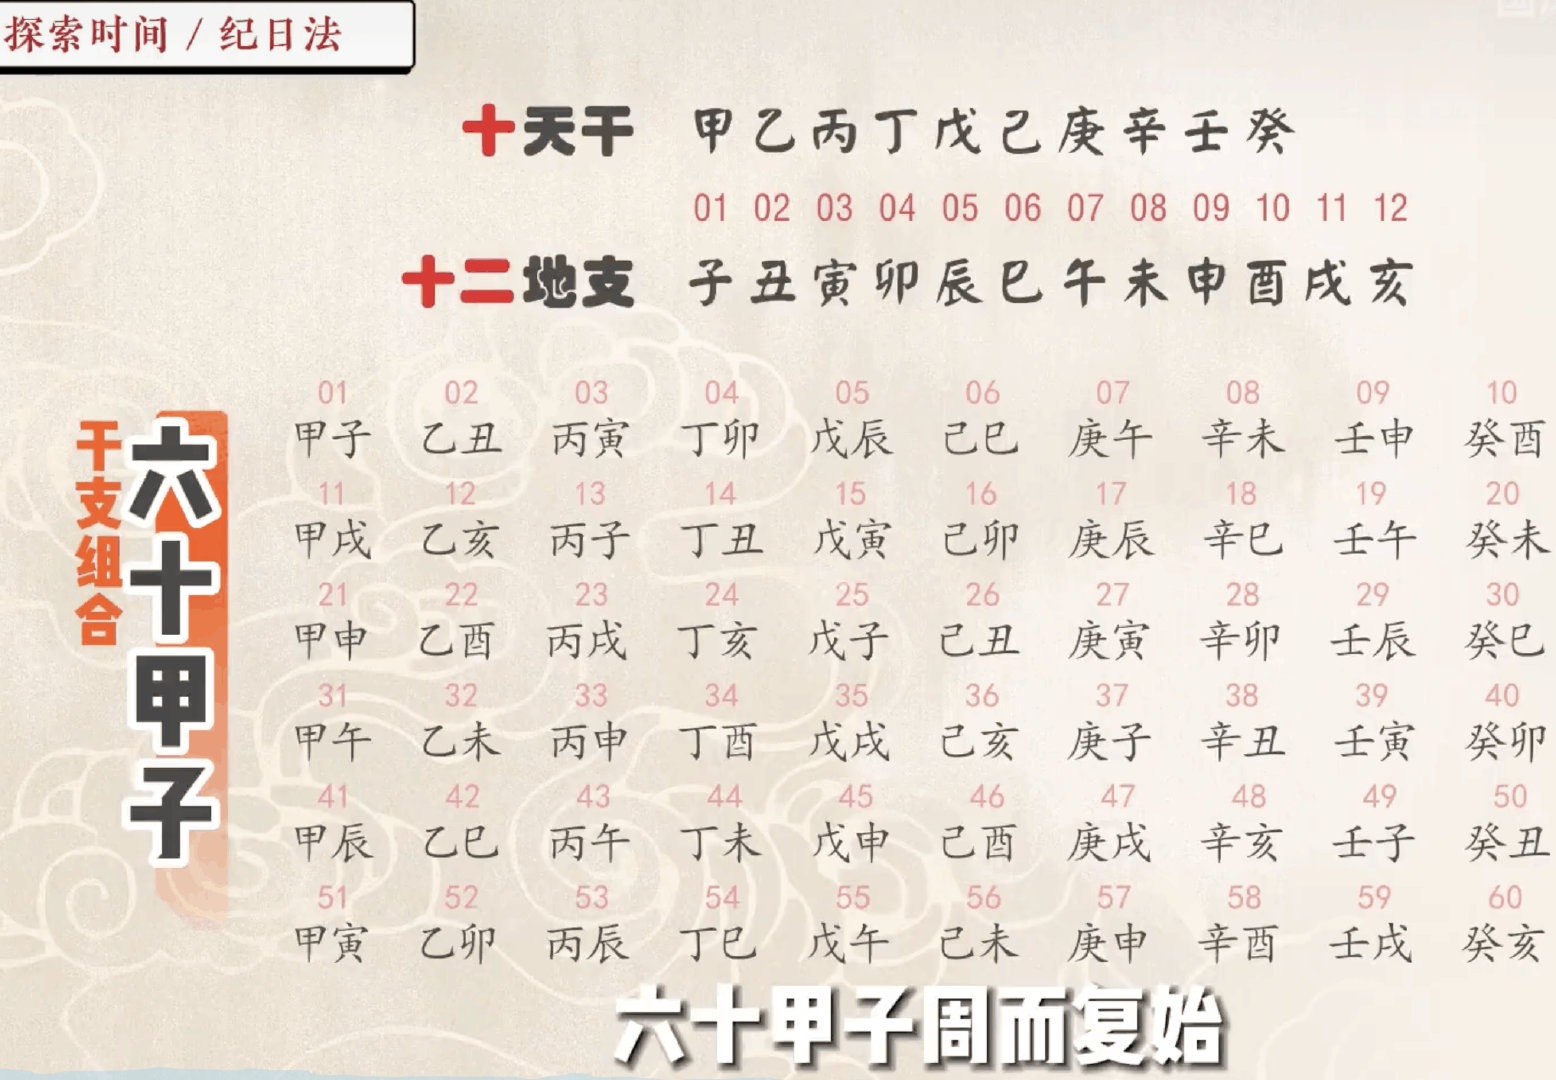 探索时间 / 纪日法
十天干 甲乙丙丁戊己庚辛壬癸
01 02 03 04 05 06 07 08 09 10 11 12
十二地支 子丑寅卯辰巳午未申酉戌亥
干支组合
六十甲子
01 02 03 04 05 06 07 08 09 10
甲子 乙丑 丙寅 丁卯 戊辰 己巳 庚午 辛未 壬申 癸酉
11 12 13 14 15 16 17 18 19 20
甲戌 乙亥 丙子 丁丑 戊寅 己卯 庚辰 辛巳 壬午 癸未
21 22 23 24 25 26 27 28 29 30
甲申 乙酉 丙戌 丁亥 戊子 己丑 庚寅 辛卯 壬辰 癸巳
31 32 33 34 35 36 37 38 39 40
甲午 乙未 丙申 丁酉 戊戌 己亥 庚子 辛丑 壬寅 癸卯
41 42 43 44 45 46 47 48 49 50
甲辰 乙巳 丙午 丁未 戊申 己酉 庚戌 辛亥 壬子 癸丑
51 52 53 54 55 56 57 58 59 60
甲寅 乙卯 丙辰 丁巳 戊午 己未 庚申 辛酉 壬戌 癸亥
六十甲子周而复始